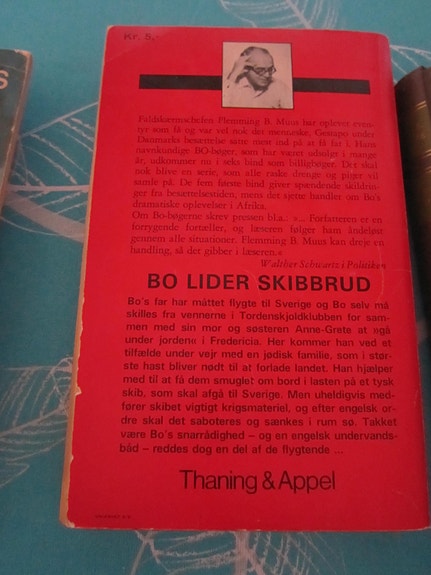 Kr. 5,-
Faldskærmschefen Flemming B. Muus har oplevet even-
tyr som få og var vel nok det menneske, Gestapo under
Danmarks besættelse satte mest ind på at få fat i. Hans
navnkundige BO-bøger, som har været udsolgt i mange
år, udkommer nu i seks bind som billigbøger. Det skal
nok blive en serie, som alle raske drenge og piger vil
samle på. De fem første bind giver spændende skildrin-
ger fra besættelsestiden, mens det sjette handler om Bo's
dramatiske oplevelser i Afrika.
Om Bo-bøgerne skrev pressen bl.a.: »... Forfatteren er en
forrygende fortæller, og læseren følger ham åndeløst
gennem alle situationer. Flemming B. Muus kan dreje en
handling, så det gibber i læseren.«
Walther Schwartz i Politiken
BO LIDER SKIBBRUD
Bo's far har måttet flygte til Sverige og Bo selv må
skilles fra vennerne i Tordenskjoldklubben for sam-
men med sin mor og søsteren Anne-Grete at »gå
under jorden« i Fredericia. Her kommer han ved et
tilfælde under vejr med en jødisk familie, som i stør-
ste hast bliver nødt til at forlade landet. Han hjælper
med til at få dem smuglet om bord i lasten på et tysk
skib, som skal afgå til Sverige. Men uheldigvis med-
fører skibet vigtigt krigsmateriel, og efter engelsk or-
dre skal det saboteres og sænkes i rum sø. Takket
være Bo's snarrådighed – og en engelsk undervands-
båd – reddes dog en del af de flygtende ...
Thaning & Appel
S